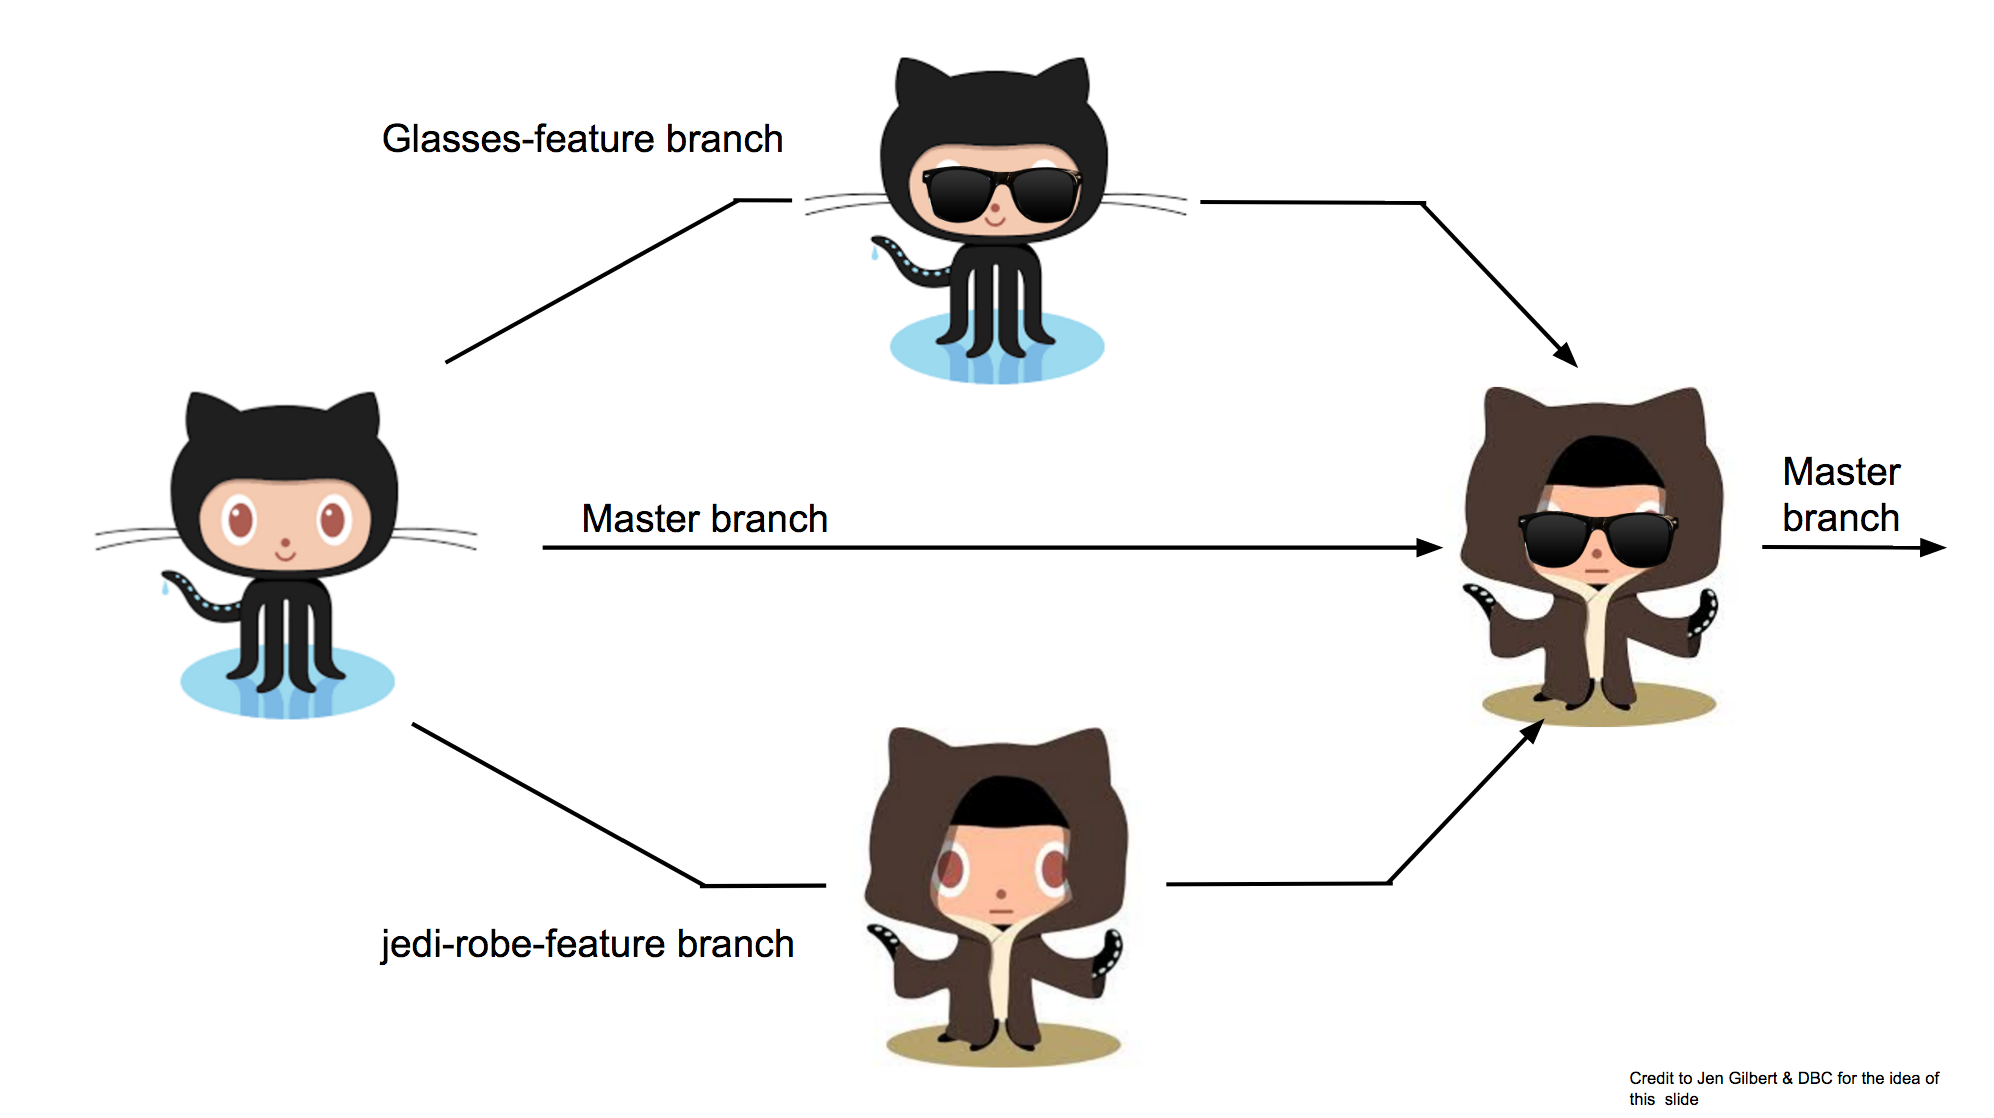 Glasses-feature branch
Master branch
Master
branch
jedi-robe-feature branch
Credit to Jen Gilbert & DBC for the idea of
this  slide